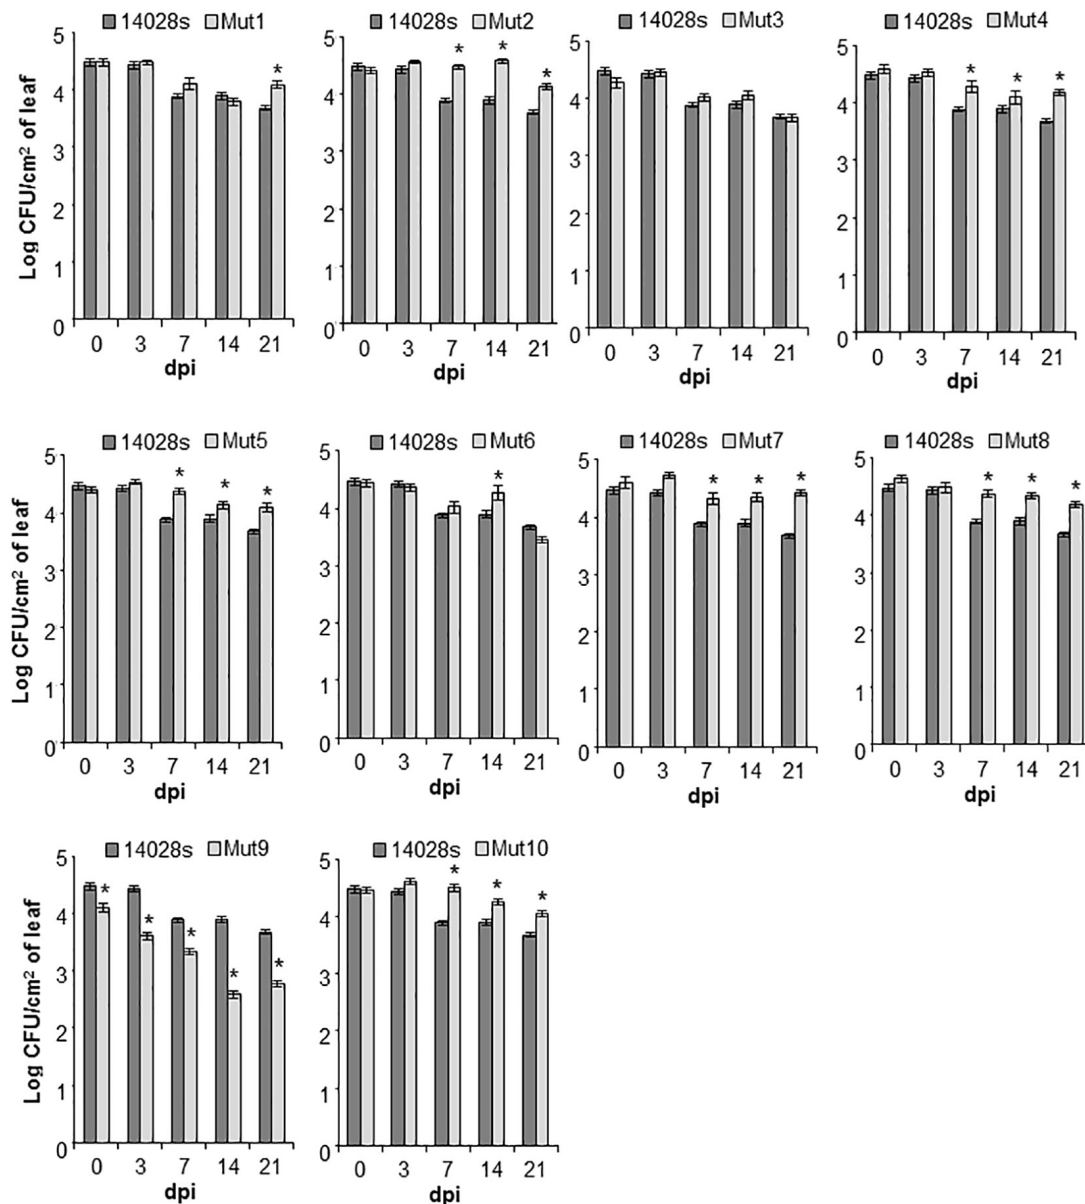 14028s Mut1
Log CFU/cm² of leaf
5
4
3
2
1
0
*
0 3 7 14 21
dpi
14028s Mut2
5
4
3
2
1
0
* * *
0 3 7 14 21
dpi
14028s Mut3
5
4
3
2
1
0
0 3 7 14 21
dpi
14028s Mut4
5
4
3
2
1
0
* * *
0 3 7 14 21
dpi
14028s Mut5
Log CFU/cm² of leaf
5
4
3
2
1
0
* * *
0 3 7 14 21
dpi
14028s Mut6
5
4
3
2
1
0
*
0 3 7 14 21
dpi
14028s Mut7
5
4
3
2
1
0
* * *
0 3 7 14 21
dpi
14028s Mut8
5
4
3
2
1
0
* * *
0 3 7 14 21
dpi
14028s Mut9
Log CFU/cm² of leaf
5
4
3
2
1
0
* * * * *
0 3 7 14 21
dpi
14028s Mut10
5
4
3
2
1
0
* * *
0 3 7 14 21
dpi